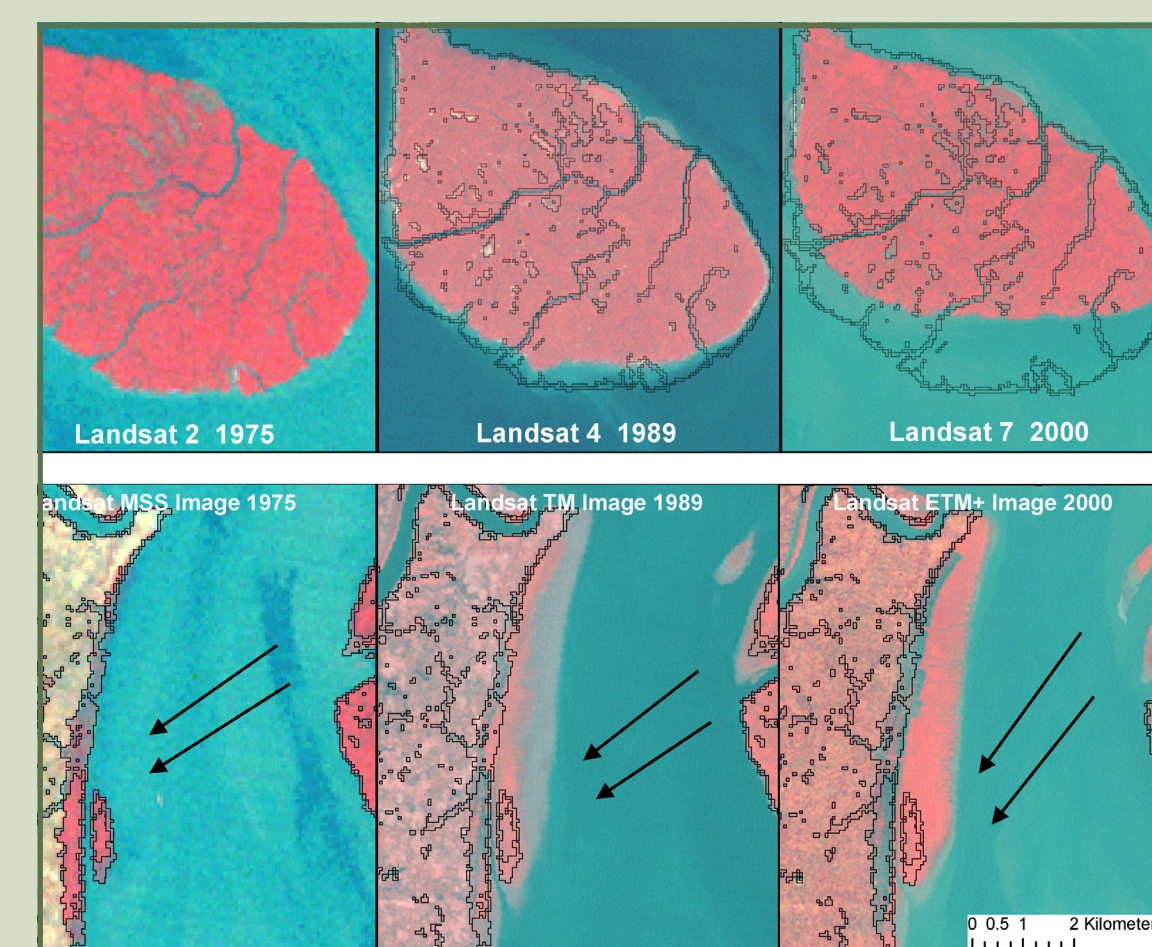 Landsat 2 1975
Landsat 4 1989
Landsat 7 2000
andsat MSS Image 1975
Landsat TM Image 1989
Landsat ETM+ Image 2000
0 0.5 1 2 Kilometer